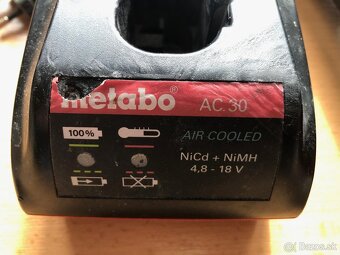 metabo® AC 30
100%
AIR COOLED
NiCd + NiMH
4,8 - 18 V
bazos.sk